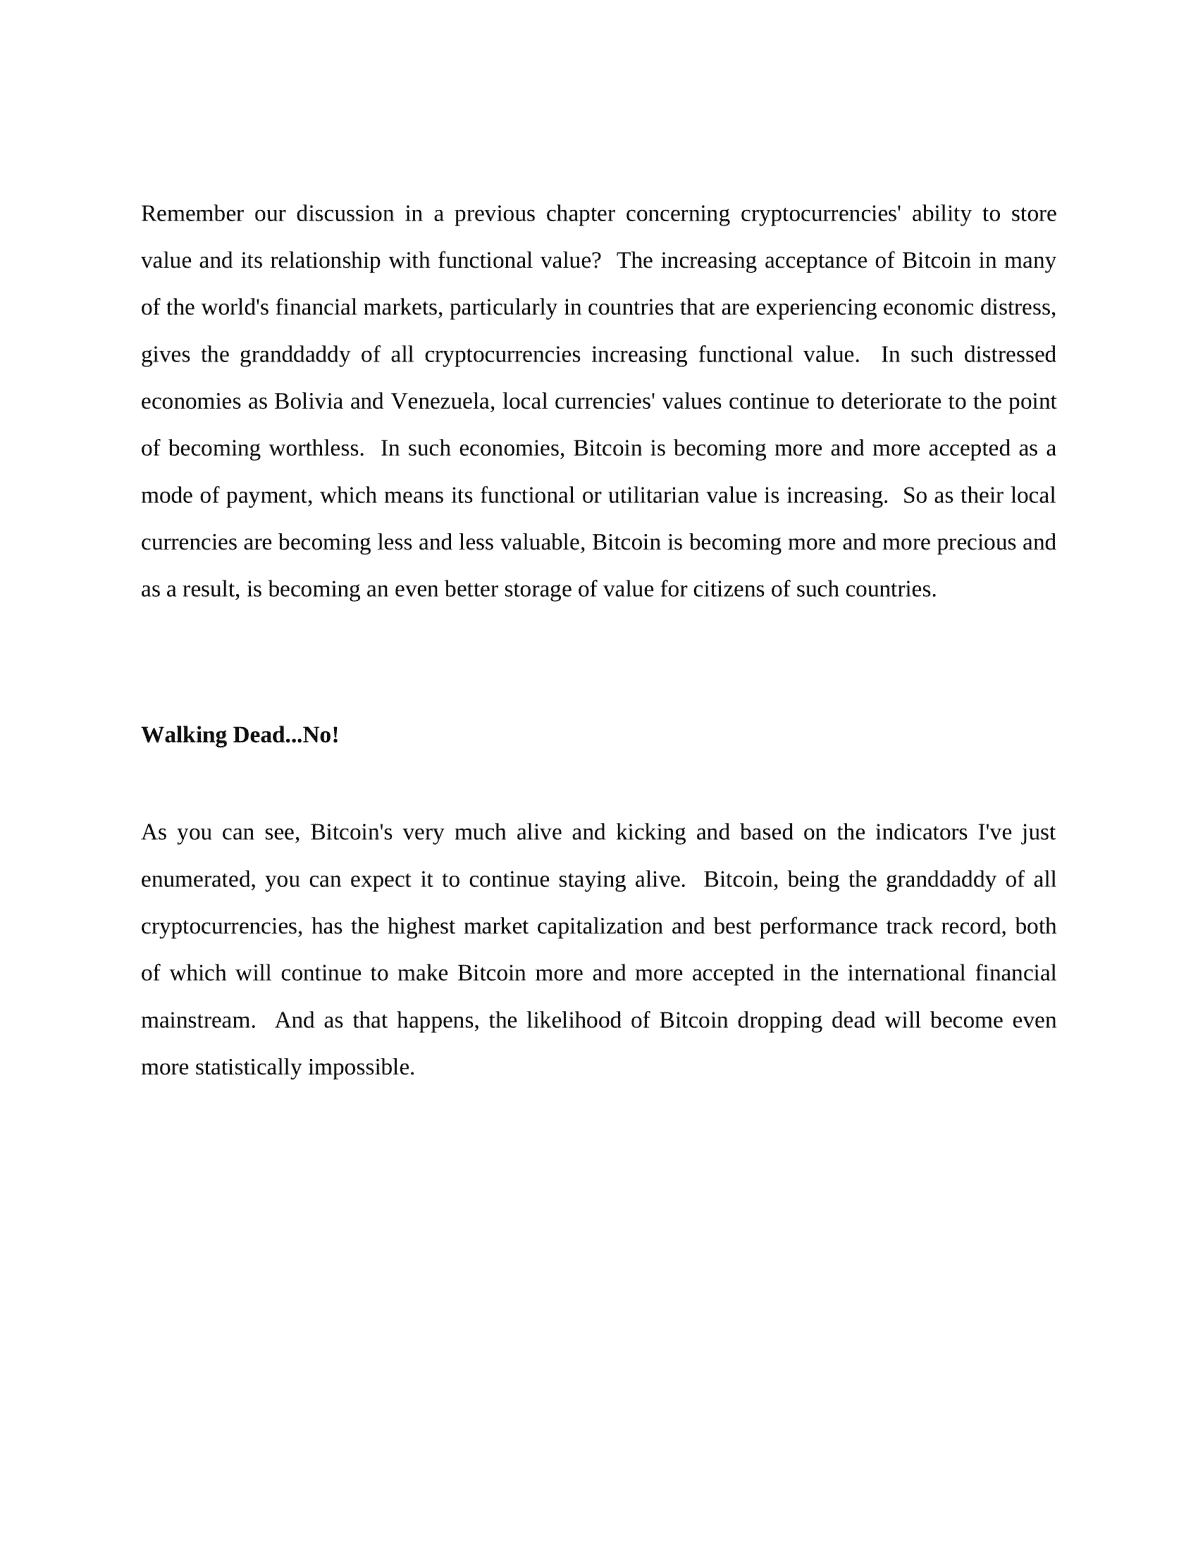 Remember our discussion in a previous chapter concerning cryptocurrencies' ability to store
value and its relationship with functional value?  The increasing acceptance of Bitcoin in many
of the world's financial markets, particularly in countries that are experiencing economic distress,
gives the granddaddy of all cryptocurrencies increasing functional value.  In such distressed
economies as Bolivia and Venezuela, local currencies' values continue to deteriorate to the point
of becoming worthless.  In such economies, Bitcoin is becoming more and more accepted as a
mode of payment, which means its functional or utilitarian value is increasing.  So as their local
currencies are becoming less and less valuable, Bitcoin is becoming more and more precious and
as a result, is becoming an even better storage of value for citizens of such countries.
Walking Dead...No!
As you can see, Bitcoin's very much alive and kicking and based on the indicators I've just
enumerated, you can expect it to continue staying alive.  Bitcoin, being the granddaddy of all
cryptocurrencies, has the highest market capitalization and best performance track record, both
of which will continue to make Bitcoin more and more accepted in the international financial
mainstream.  And as that happens, the likelihood of Bitcoin dropping dead will become even
more statistically impossible.